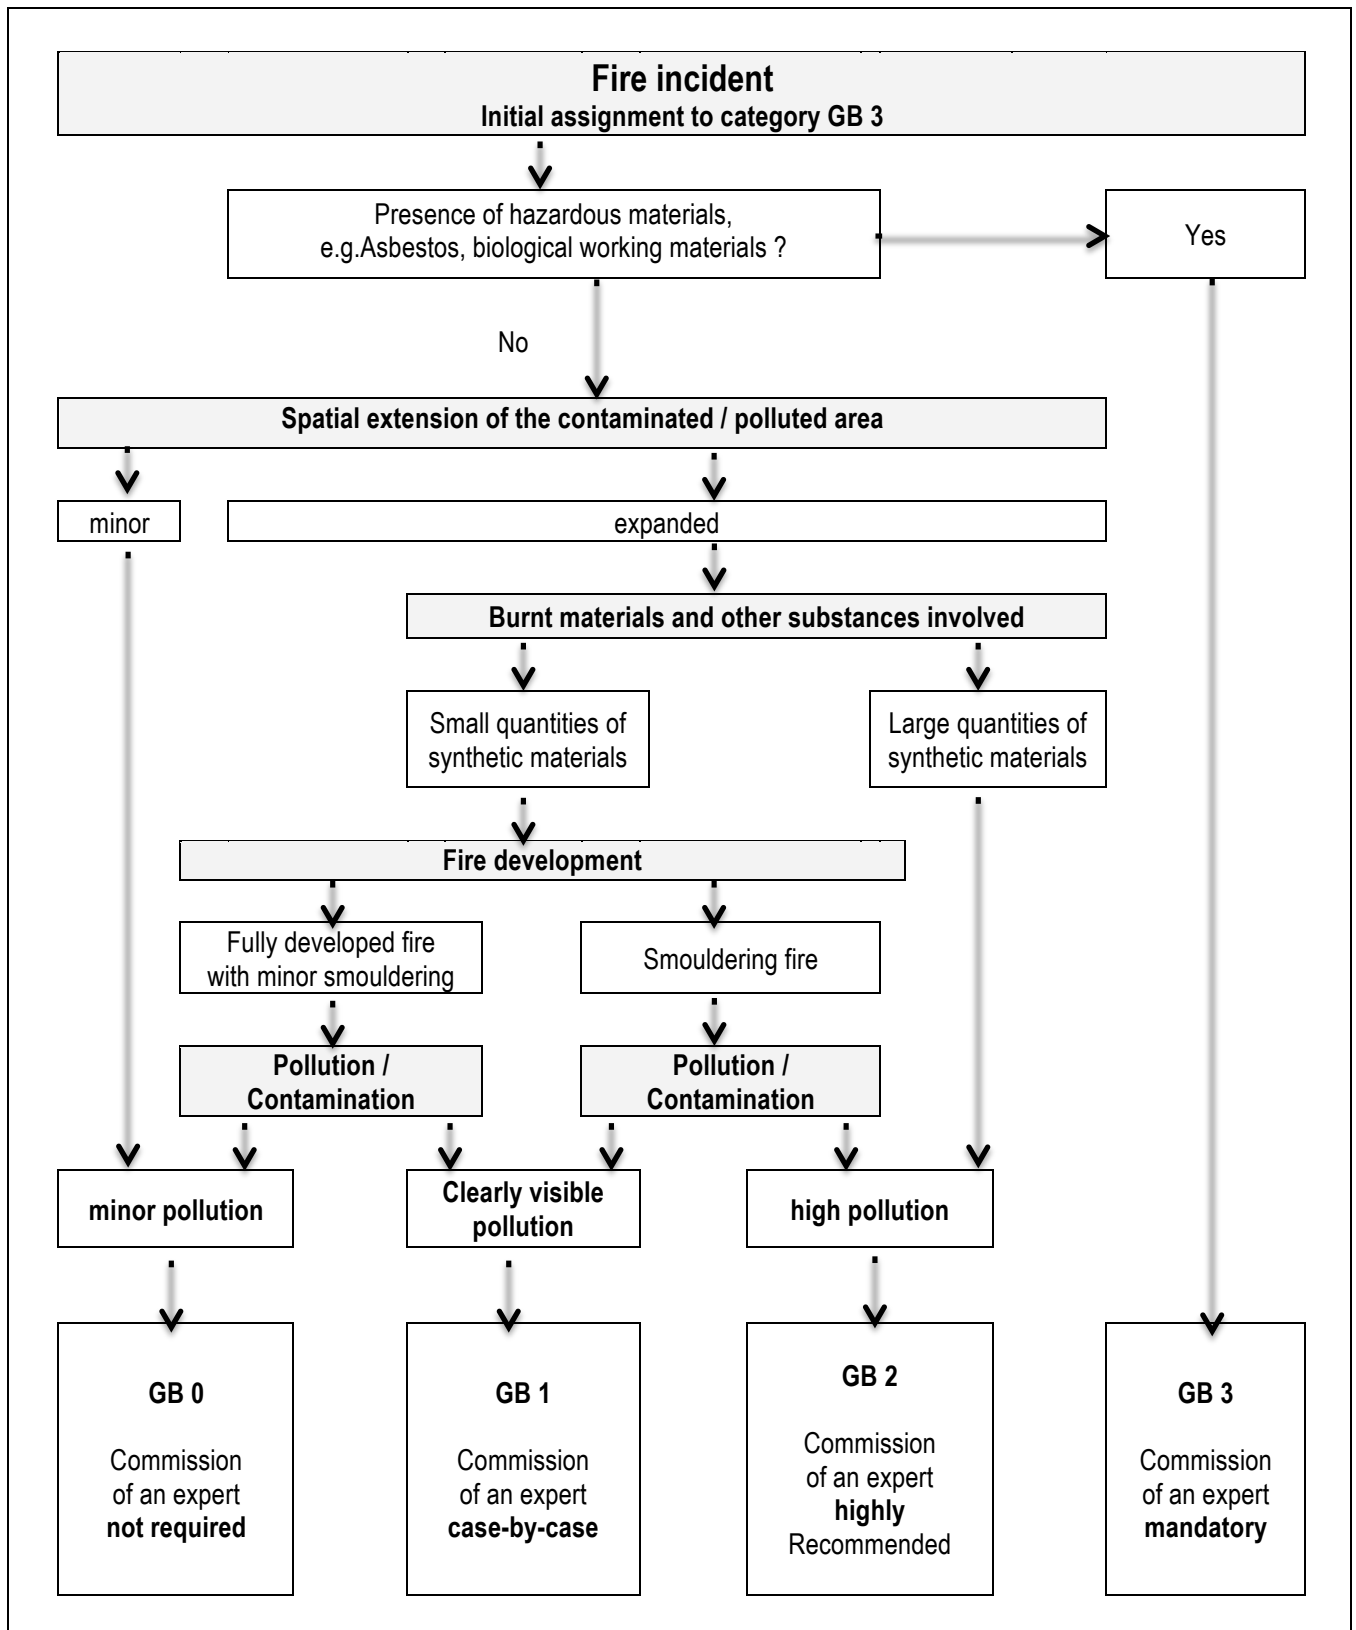 Fire incident
Initial assignment to category GB 3
Presence of hazardous materials,
e.g.Asbestos, biological working materials ?
Yes
No
Spatial extension of the contaminated / polluted area
minor
expanded
Burnt materials and other substances involved
Small quantities of
synthetic materials
Large quantities of
synthetic materials
Fire development
Fully developed fire
with minor smouldering
Smouldering fire
Pollution /
Contamination
Pollution /
Contamination
minor pollution
Clearly visible
pollution
high pollution
GB 0
Commission
of an expert
not required
GB 1
Commission
of an expert
case-by-case
GB 2
Commission
of an expert
highly
Recommended
GB 3
Commission
of an expert
mandatory